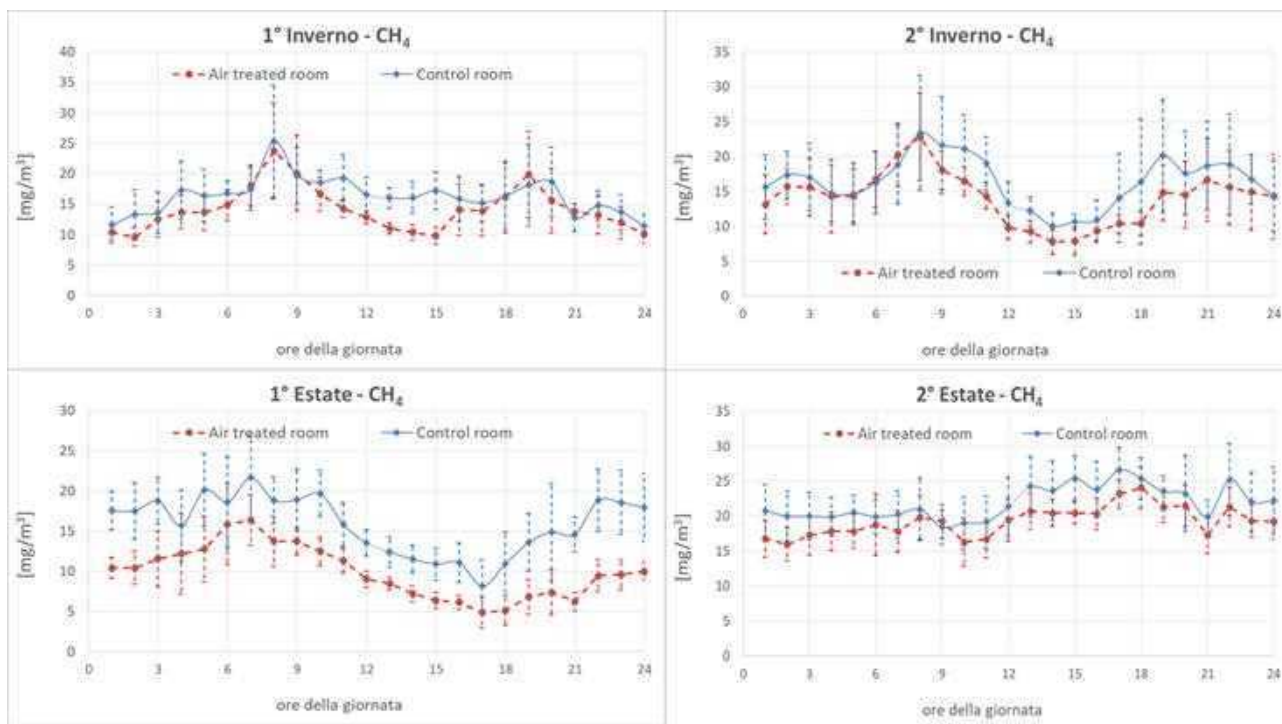 1° Inverno - CH₄
40
35
30
25
20
15
10
5
0
[mg/m³]
Air treated room
Control room
0 3 6 9 12 15 18 21 24
ore della giornata
2° Inverno - CH₄
35
30
25
20
15
10
5
0
[mg/m³]
Air treated room
Control room
0 3 6 9 12 15 18 21 24
ore della giornata
1° Estate - CH₄
30
25
20
15
10
5
0
[mg/m³]
Air treated room
Control room
0 3 6 9 12 15 18 21 24
ore della giornata
2° Estate - CH₄
35
30
25
20
15
10
5
0
[mg/m³]
Air treated room
Control room
0 3 6 9 12 15 18 21 24
ore della giornata